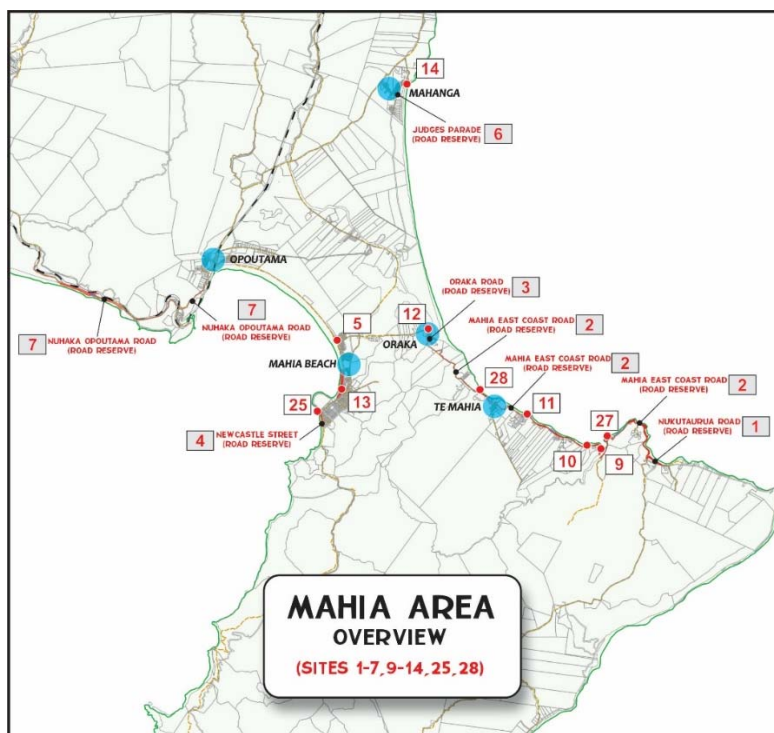 14
MAHANGA
JUDGES PARADE
(ROAD RESERVE)
6
OPOUTAMA
7
NUHAKA OPOUTAMA ROAD
(ROAD RESERVE)
7
NUHAKA OPOUTAMA ROAD
(ROAD RESERVE)
ORAKA ROAD
(ROAD RESERVE)
3
12
ORAKA
5
MAHIA EAST COAST ROAD
(ROAD RESERVE)
2
MAHIA BEACH
MAHIA EAST COAST ROAD
(ROAD RESERVE)
2
28
MAHIA EAST COAST ROAD
(ROAD RESERVE)
2
13
TE MAHIA
11
25
4
NEWCASTLE STREET
(ROAD RESERVE)
27
NUKUTAURUA ROAD
(ROAD RESERVE)
1
10
9
MAHIA AREA
OVERVIEW
(SITES 1-7,9-14,25,28)